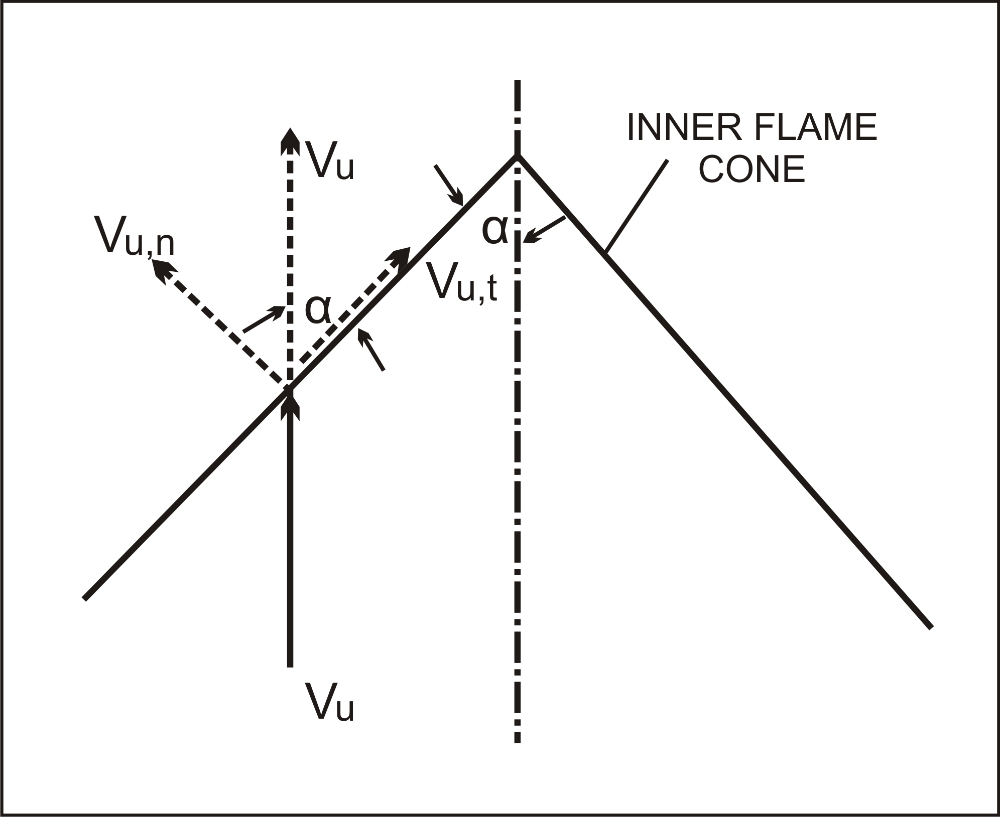 INNER FLAME
CONE
Vu
Vu,n
α
Vu,t
α
Vu